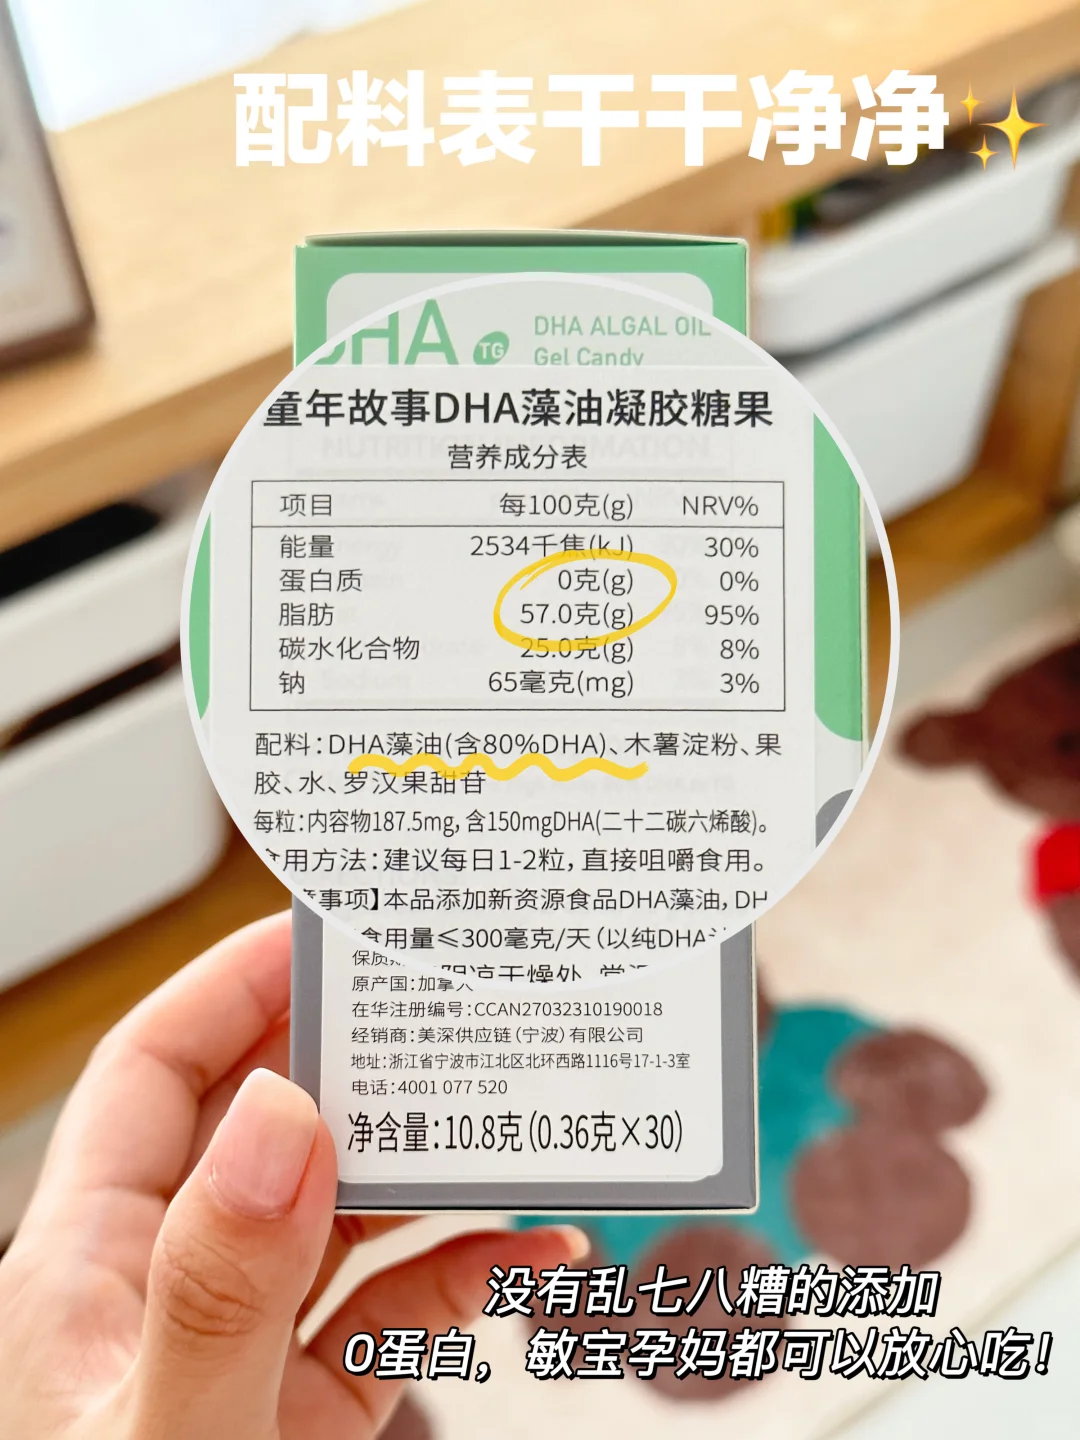 配料表干干净净
DHA TG
DHA ALGAL OIL
Gel Candy
童年故事DHA藻油凝胶糖果
营养成分表
项目 每100克(g) NRV%
能量 2534千焦(kJ) 30%
蛋白质 0克(g) 0%
脂肪 57.0克(g) 95%
碳水化合物 25.0克(g) 8%
钠 65毫克(mg) 3%
配料:DHA藻油(含80%DHA)、木薯淀粉、果
胶、水、罗汉果甜苷
每粒:内容物187.5mg,含150mgDHA(二十二碳六烯酸)。
食用方法:建议每日1-2粒,直接咀嚼食用。
事项】本品添加新资源食品DHA藻油,DH
食用量≤300毫克/天(以纯DHA
阴凉干燥处
保质
原产国:加拿大
在华注册编号:CCAN27032310190018
经销商:美深供应链(宁波)有限公司
地址:浙江省宁波市江北区北环西路1116号17-1-3室
电话:4001 077 520
净含量:10.8克(0.36克×30)
没有乱七八糟的添加
0蛋白,敏宝孕妈都可以放心吃!